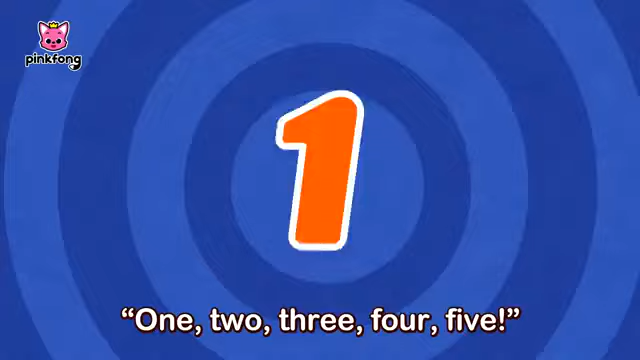 pinkfong
1
“One, two, three, four, five!”